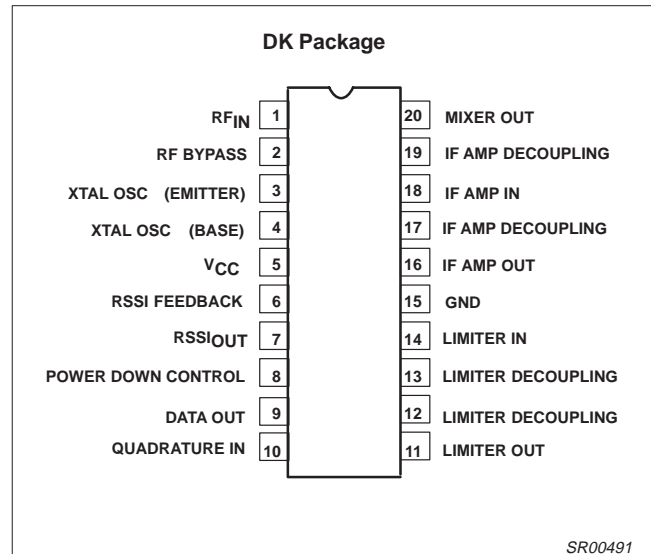 DK Package
RFIN 1 20 MIXER OUT
RF BYPASS 2 19 IF AMP DECOUPLING
XTAL OSC (EMITTER) 3 18 IF AMP IN
XTAL OSC (BASE) 4 17 IF AMP DECOUPLING
VCC 5 16 IF AMP OUT
RSSI FEEDBACK 6 15 GND
RSSIOUT 7 14 LIMITER IN
POWER DOWN CONTROL 8 13 LIMITER DECOUPLING
DATA OUT 9 12 LIMITER DECOUPLING
QUADRATURE IN 10 11 LIMITER OUT
SR00491